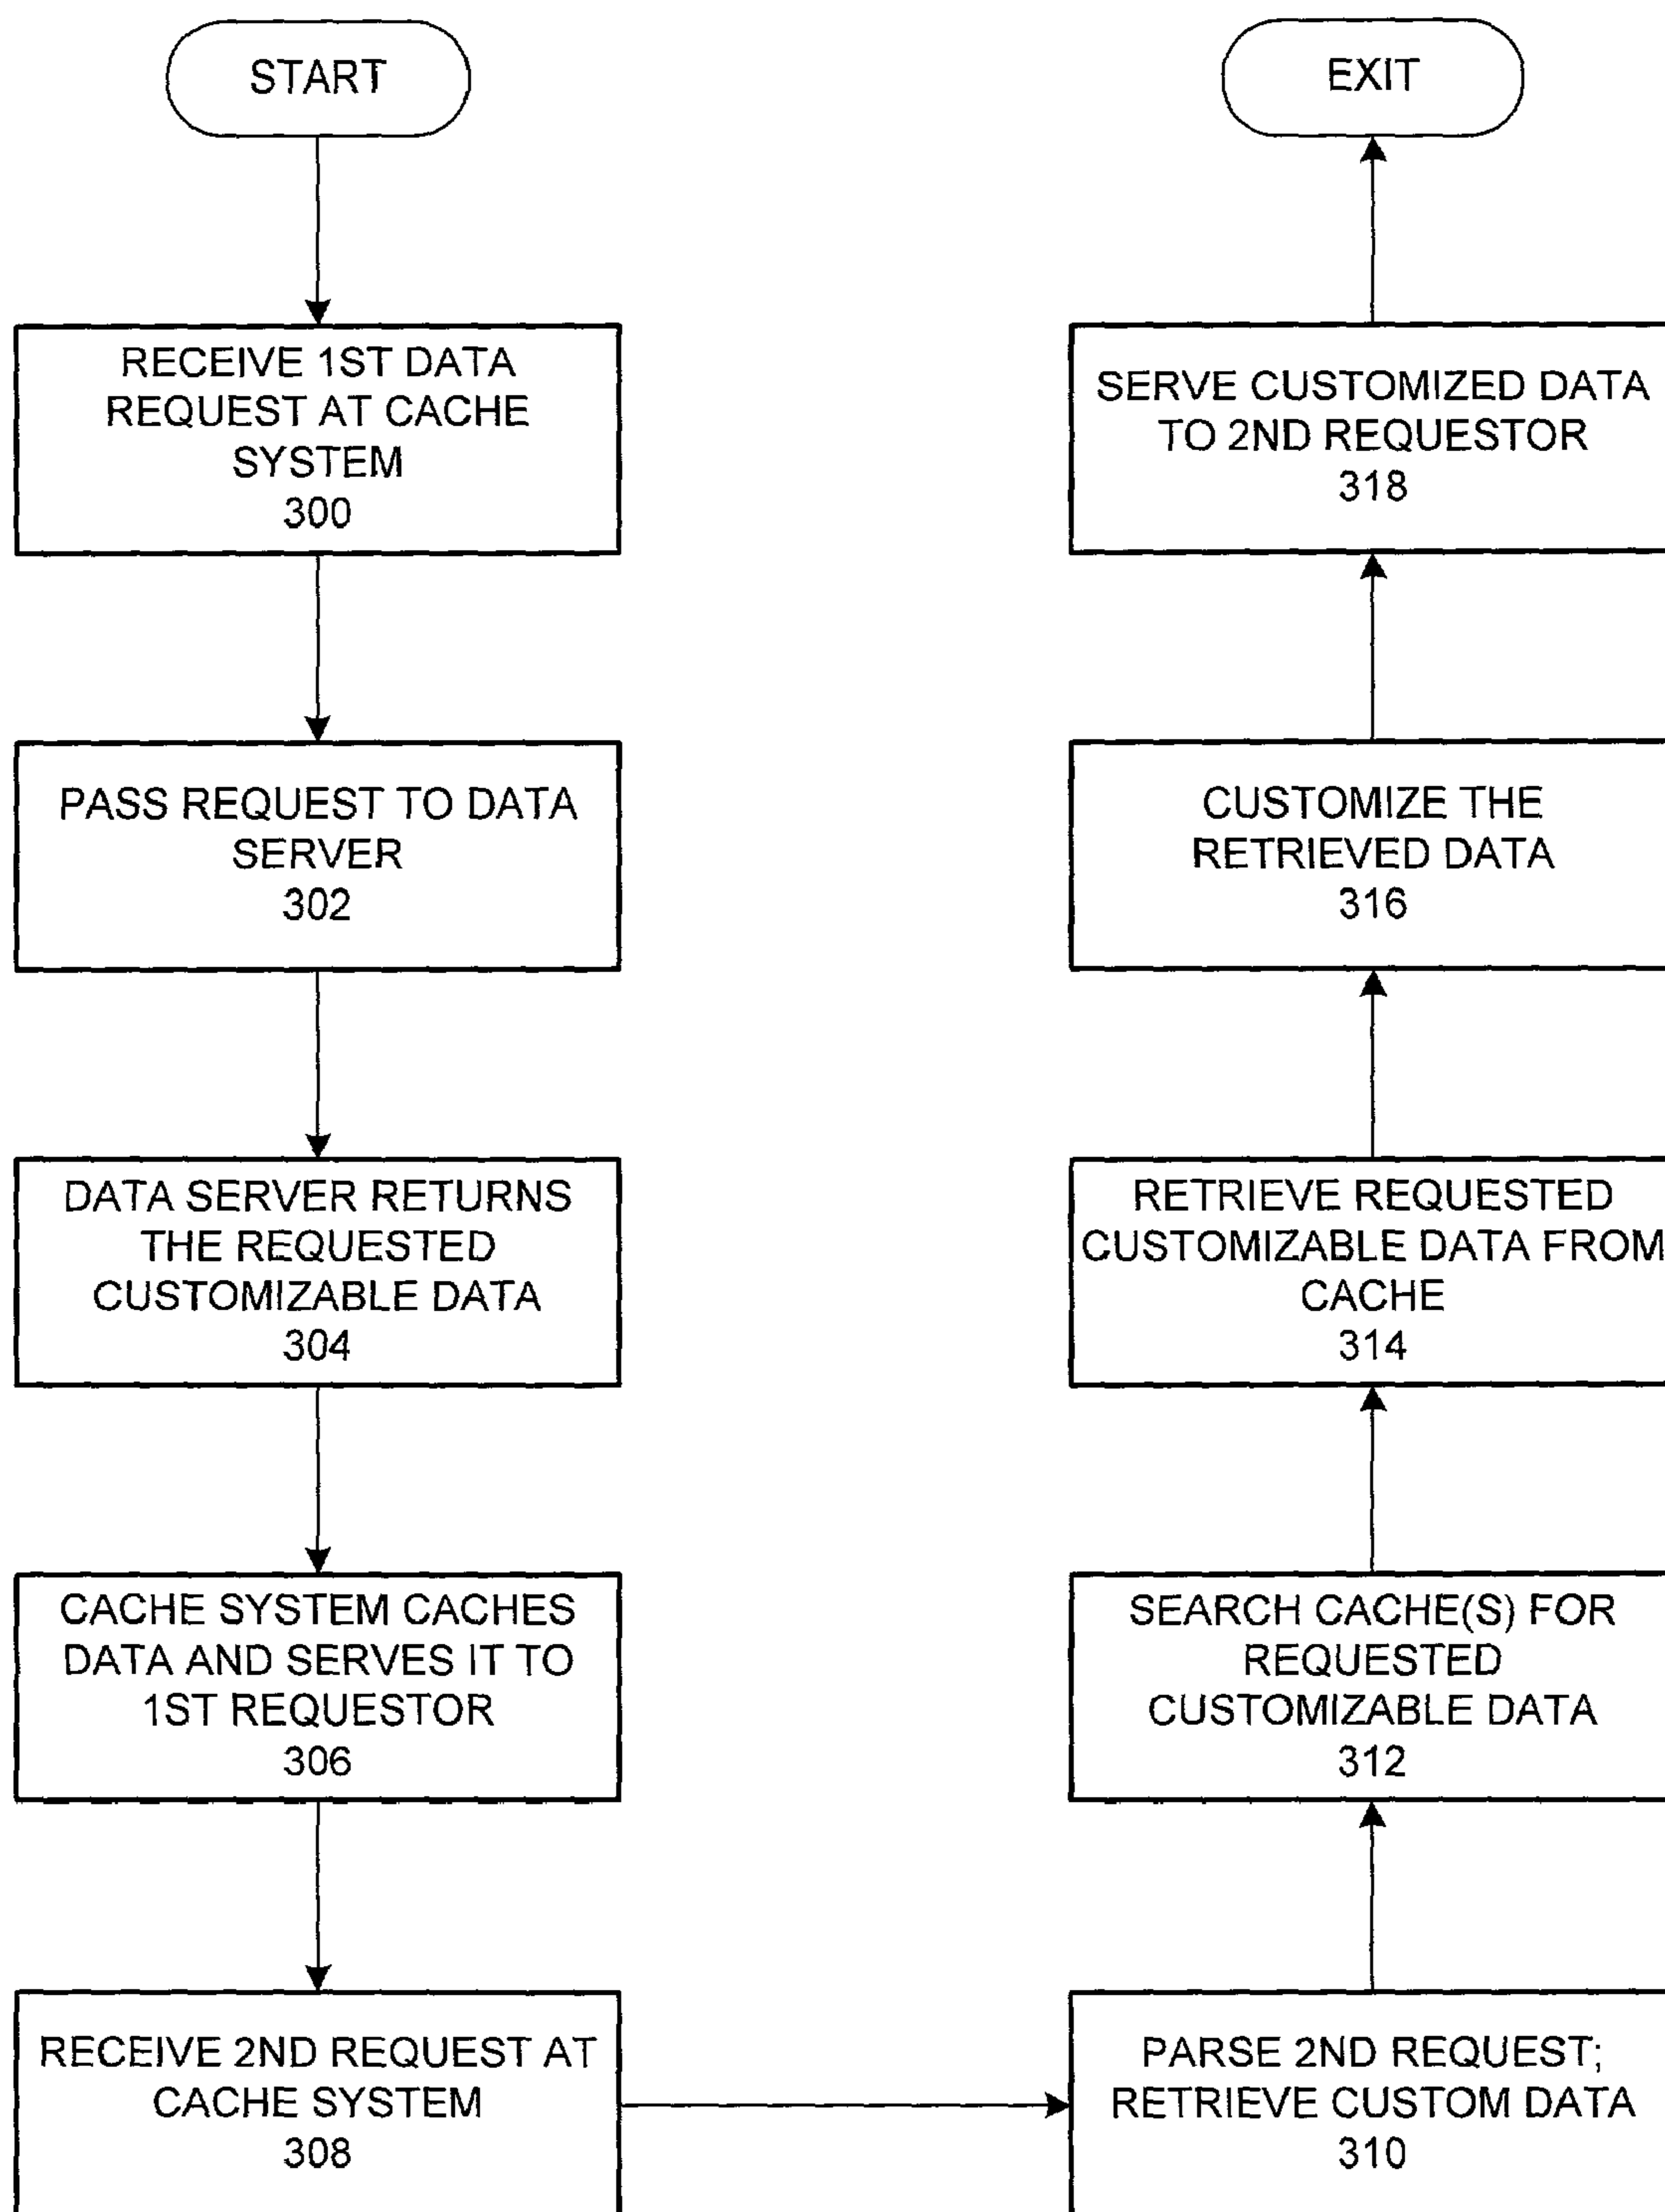 START
RECEIVE 1ST DATA
REQUEST AT CACHE
SYSTEM
300
PASS REQUEST TO DATA
SERVER
302
DATA SERVER RETURNS
THE REQUESTED
CUSTOMIZABLE DATA
304
CACHE SYSTEM CACHES
DATA AND SERVES IT TO
1ST REQUESTOR
306
RECEIVE 2ND REQUEST AT
CACHE SYSTEM
308
PARSE 2ND REQUEST;
RETRIEVE CUSTOM DATA
310
SEARCH CACHE(S) FOR
REQUESTED
CUSTOMIZABLE DATA
312
RETRIEVE REQUESTED
CUSTOMIZABLE DATA FROM
CACHE
314
CUSTOMIZE THE
RETRIEVED DATA
316
SERVE CUSTOMIZED DATA
TO 2ND REQUESTOR
318
EXIT